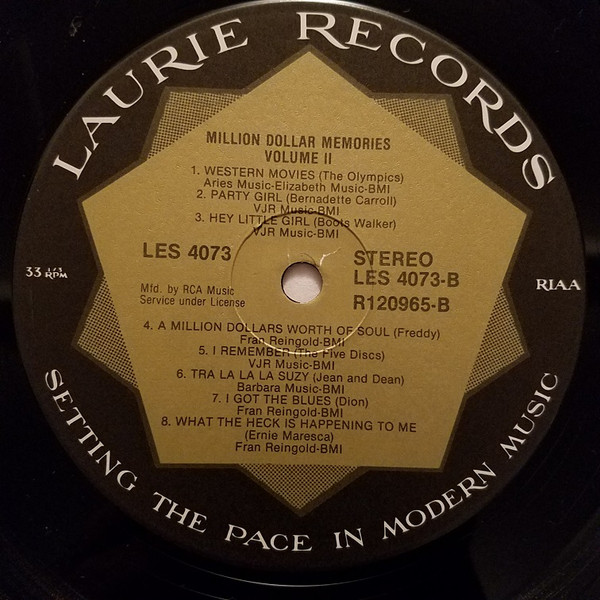 LAURIE RECORDS
MILLION DOLLAR MEMORIES
VOLUME II
1. WESTERN MOVIES (The Olympics)
Aries Music-Elizabeth Music-BMI
2. PARTY GIRL (Bernadette Carroll)
VJR Music-BMI
3. HEY LITTLE GIRL (Boots Walker)
VJR Music-BMI
LES 4073
STEREO
LES 4073-B
R120965-B
33 1/3
RPM
RIAA
Mfd. by RCA Music
Service under License
4. A MILLION DOLLARS WORTH OF SOUL (Freddy)
Fran Reingold-BMI
5. I REMEMBER (The Five Discs)
VJR Music-BMI
6. TRA LA LA LA SUZY (Jean and Dean)
Barbara Music-BMI
7. I GOT THE BLUES (Dion)
Fran Reingold-BMI
8. WHAT THE HECK IS HAPPENING TO ME
(Ernie Maresca)
Fran Reingold-BMI
SETTING THE PACE IN MODERN MUSIC